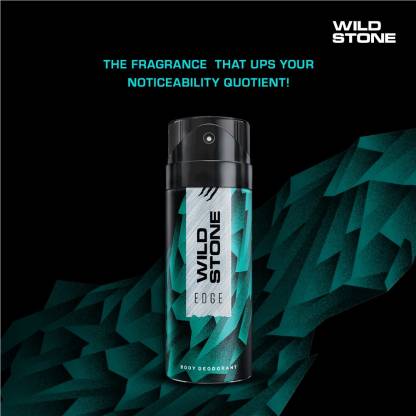 WILD
STONE
THE FRAGRANCE THAT UPS YOUR
NOTICEABILITY QUOTIENT!
WILD
STONE
EDGE
BODY DEODORANT